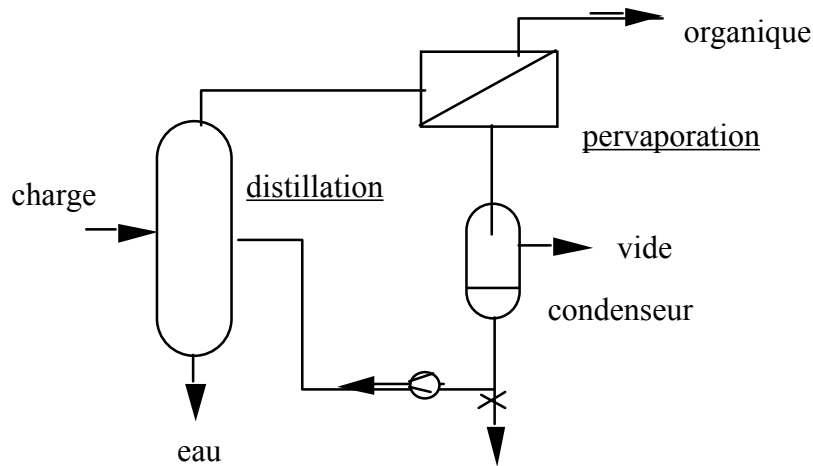 organique
pervaporation
distillation
charge
vide
condenseur
eau